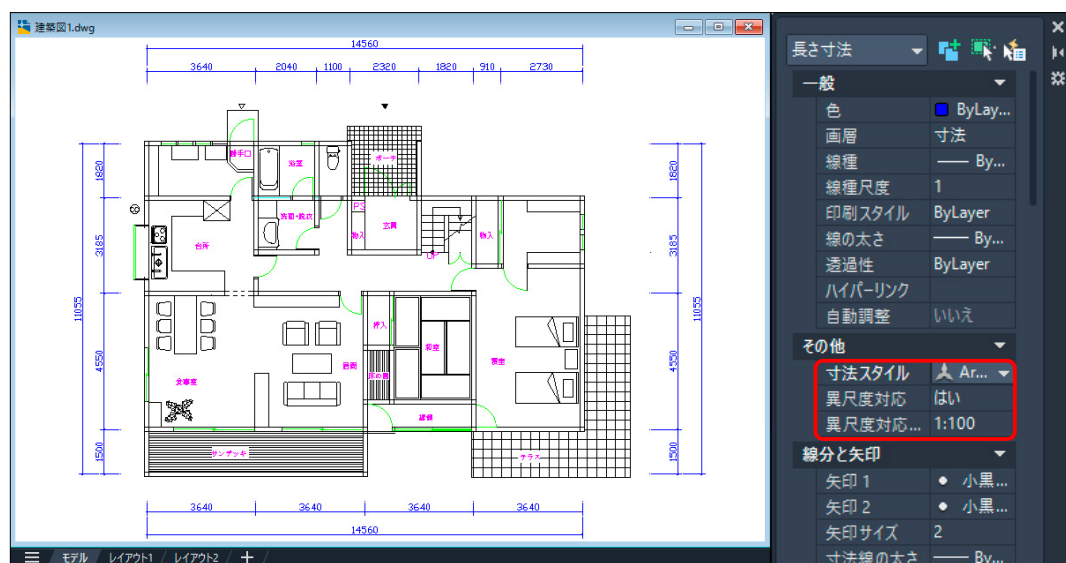 建築図1.dwg
14560
3640 2040 1100 2320 1820 910 2730
勝手口
浴室
ポーチ
1820
1820
洗面・脱衣
PS
玄関
物入
物入
台所
UP
3185
3185
11055
11055
押入
和室
居間
床の間
寝室
食事室
4550
4550
縁側
サンデッキ
テラス
1500
1500
3640 3640 3640 3640
14560
モデル / レイアウト1 / レイアウト2 / +
長さ寸法
一般
色 ByLay...
画層 寸法
線種 By...
線種尺度 1
印刷スタイル ByLayer
線の太さ By...
透過性 ByLayer
ハイパーリンク
自動調整 いいえ
その他
寸法スタイル Ar...
異尺度対応 はい
異尺度対応... 1:100
線分と矢印
矢印 1 小黒...
矢印 2 小黒...
矢印サイズ 2
寸法線の太さ By...